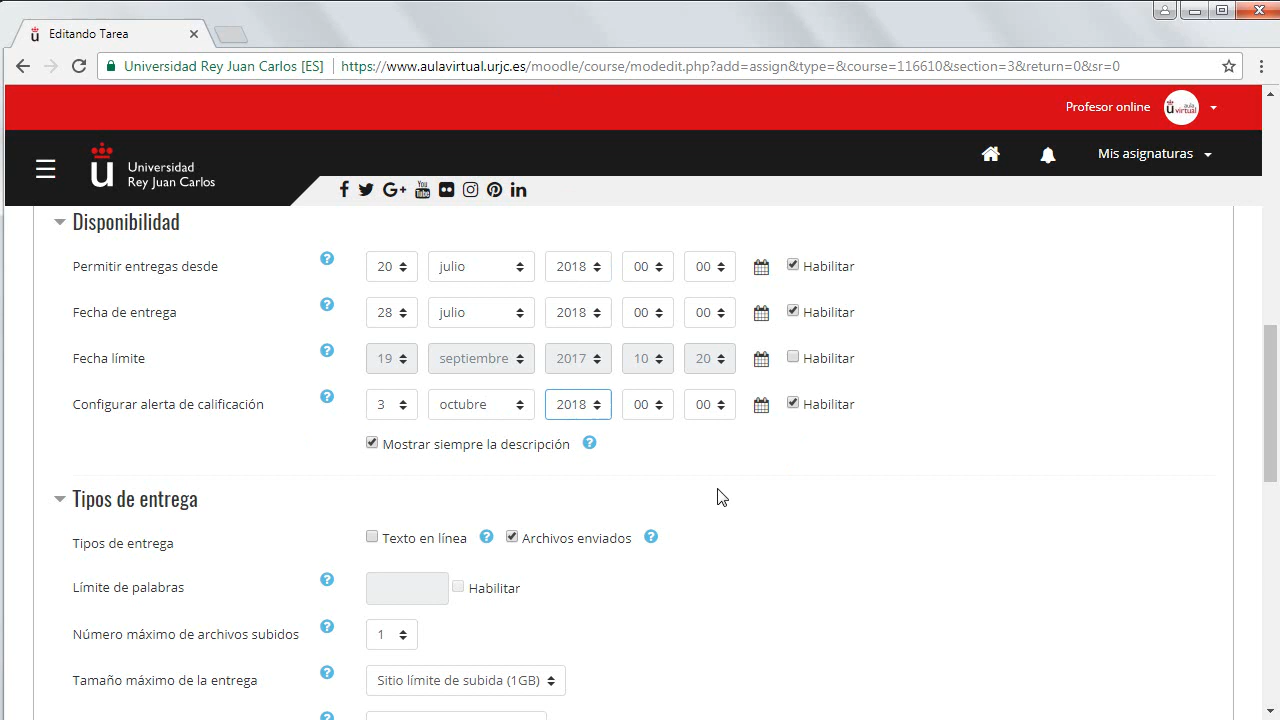 Editando Tarea
Universidad Rey Juan Carlos [ES] https://www.aulavirtual.urjc.es/moodle/course/modedit.php?add=assign&type=&course=116610&section=3&return=0&sr=0
Profesor online
Universidad
Rey Juan Carlos
Mis asignaturas
Disponibilidad
Permitir entregas desde 20 julio 2018 00 00 Habilitar
Fecha de entrega 28 julio 2018 00 00 Habilitar
Fecha límite 19 septiembre 2017 10 20 Habilitar
Configurar alerta de calificación 3 octubre 2018 00 00 Habilitar
Mostrar siempre la descripción
Tipos de entrega
Tipos de entrega Texto en línea Archivos enviados
Límite de palabras Habilitar
Número máximo de archivos subidos 1
Tamaño máximo de la entrega Sitio límite de subida (1GB)